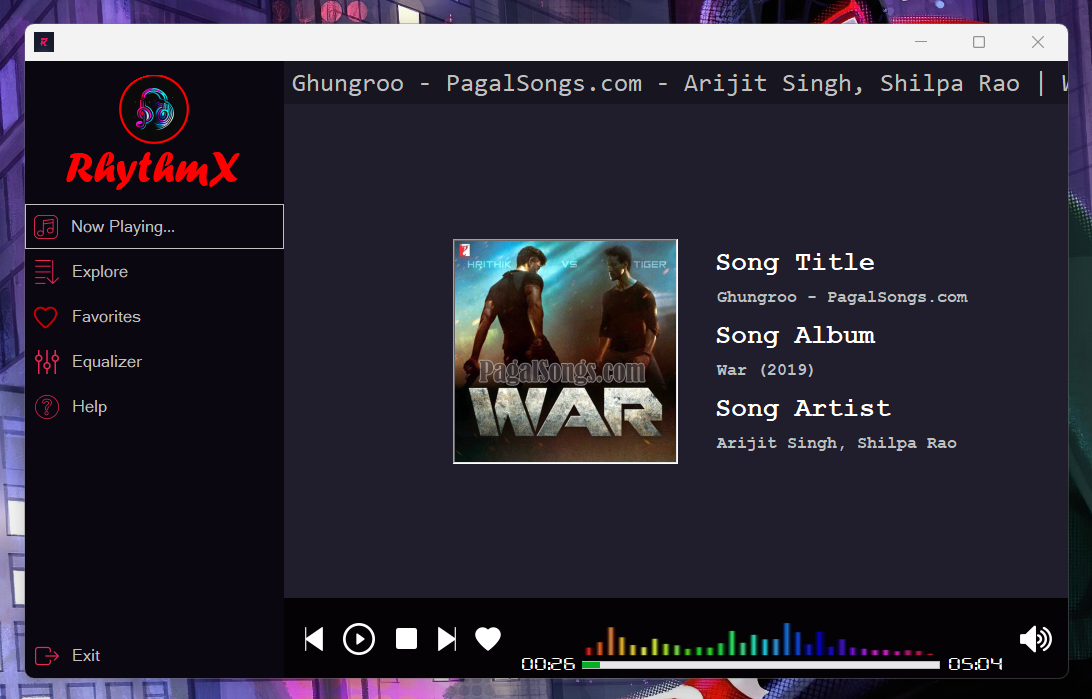 RhythmX
Now Playing...
Explore
Favorites
Equalizer
Help
Exit
Ghungroo - PagalSongs.com - Arijit Singh, Shilpa Rao |
HRITHIK VS TIGER
PagalSongs.com
WAR
Song Title
Ghungroo - PagalSongs.com
Song Album
War (2019)
Song Artist
Arijit Singh, Shilpa Rao
00:26
05:04